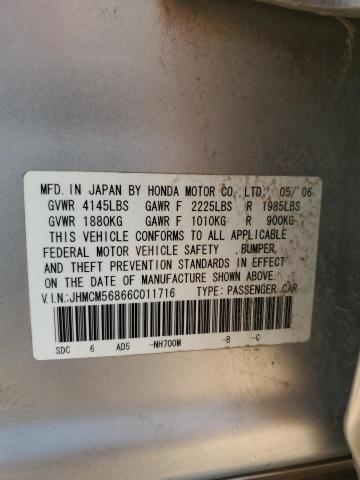 MFD. IN JAPAN BY HONDA MOTOR CO., LTD. 05/'06
GVWR 4145LBS GAWR F 2225LBS R 1985LBS
GVWR 1880KG GAWR F 1010KG R 900KG
THIS VEHICLE CONFORMS TO ALL APPLICABLE
FEDERAL MOTOR VEHICLE SAFETY , BUMPER,
AND THEFT PREVENTION STANDARDS IN EFFECT
ON THE DATE OF MANUFACTURE SHOWN ABOVE.
V.I.N.:JHMCM56866C011716 TYPE: PASSENGER CAR
SDC 6 AD5 -NH700M -B -C